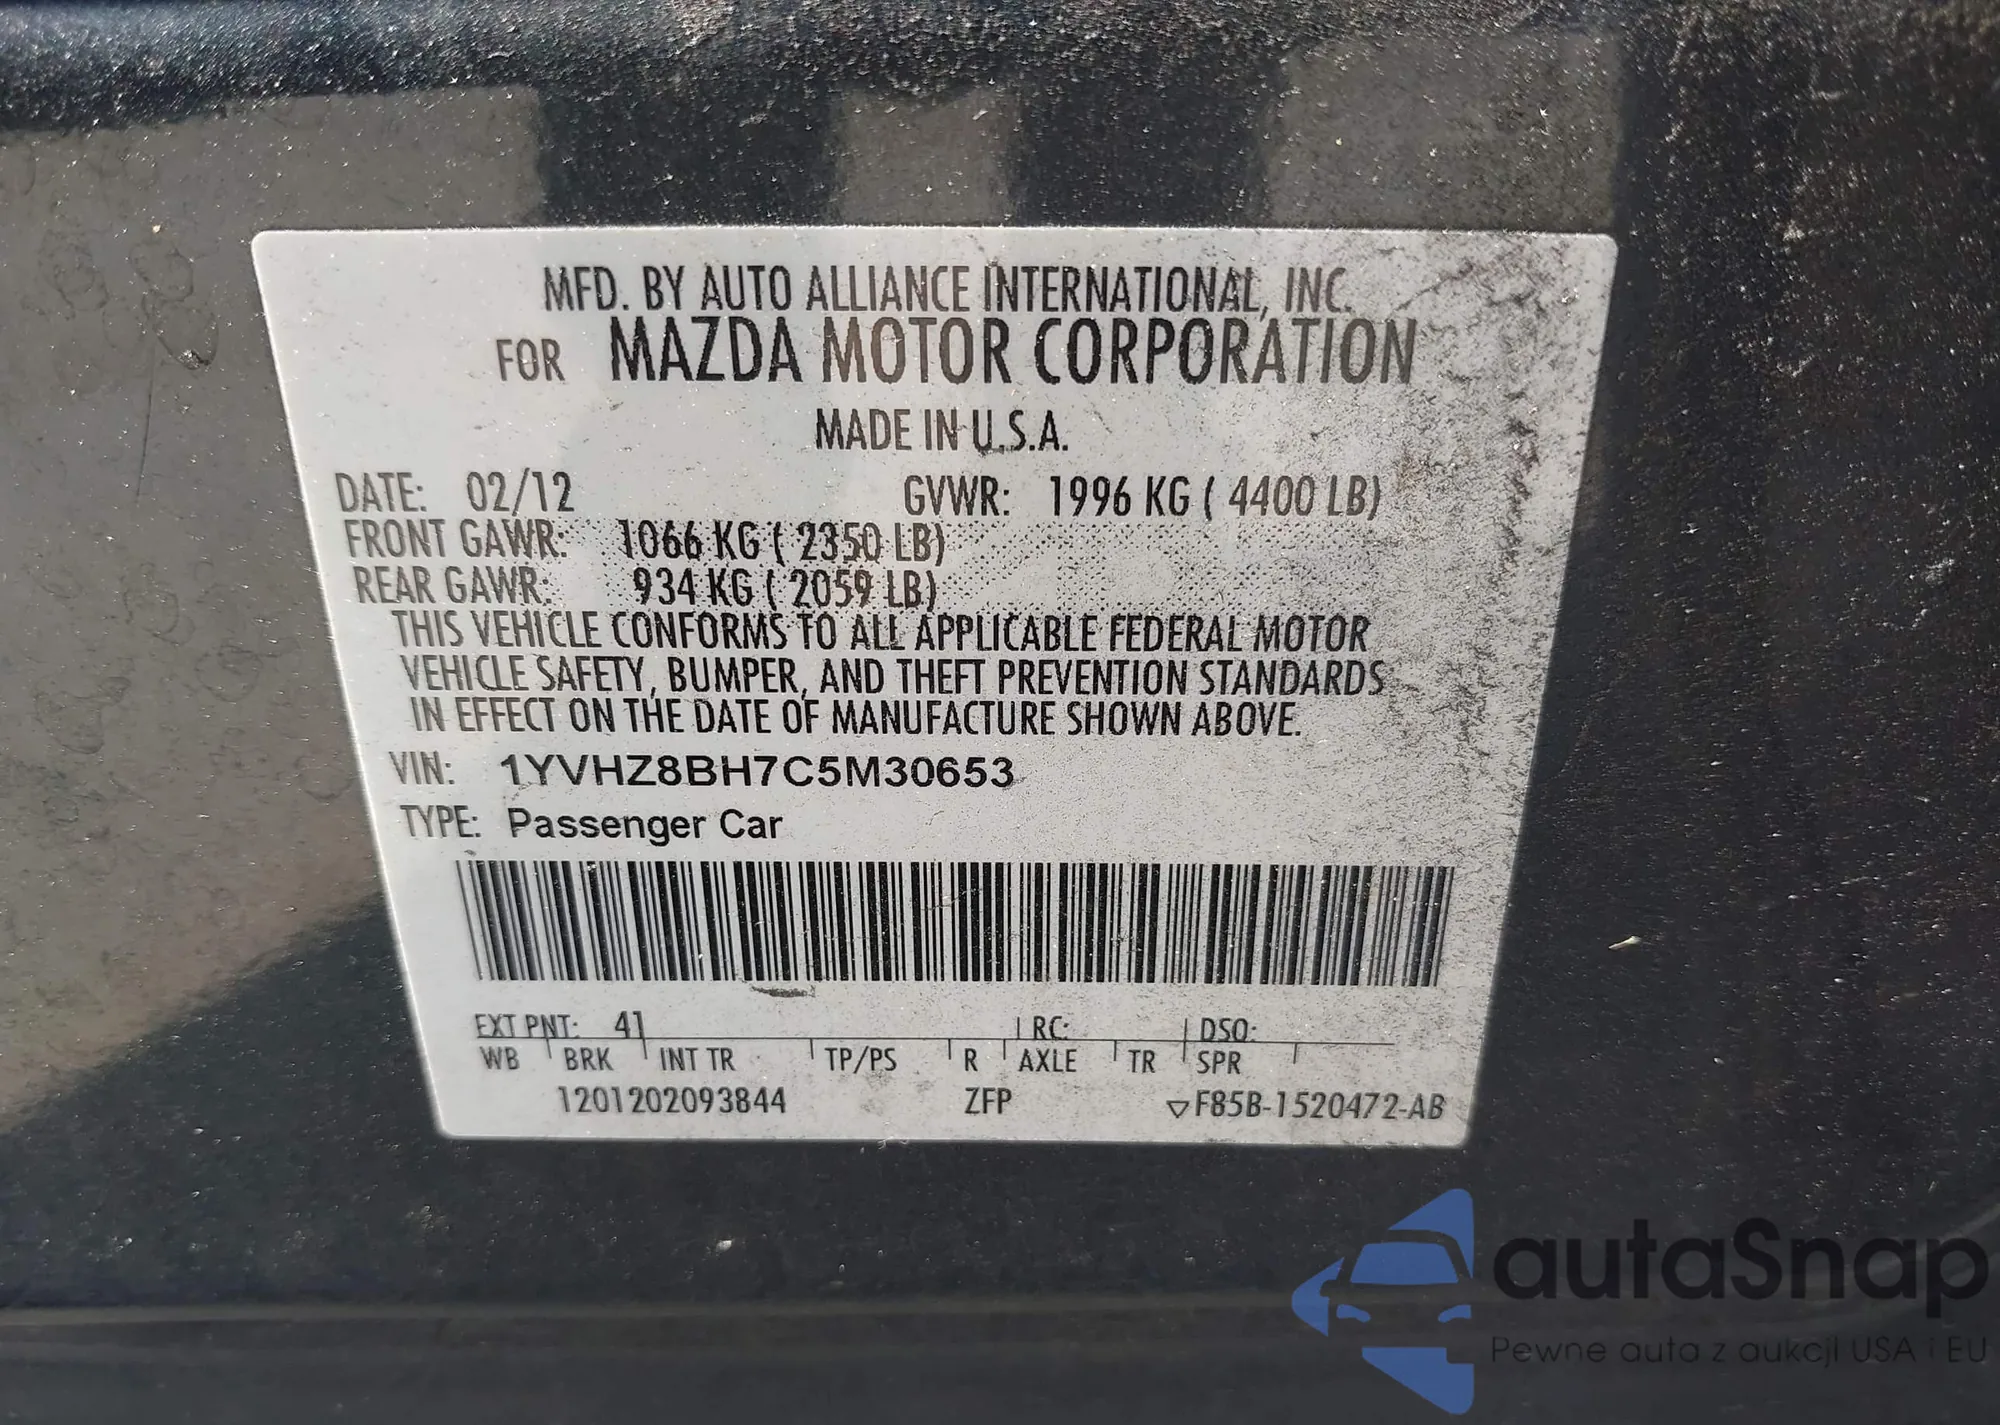 MFD. BY AUTO ALLIANCE INTERNATIONAL, INC.
FOR MAZDA MOTOR CORPORATION
MADE IN U.S.A.
DATE: 02/12 GVWR: 1996 KG ( 4400 LB)
FRONT GAWR: 1066 KG ( 2350 LB)
REAR GAWR: 934 KG ( 2059 LB)
THIS VEHICLE CONFORMS TO ALL APPLICABLE FEDERAL MOTOR
VEHICLE SAFETY, BUMPER, AND THEFT PREVENTION STANDARDS
IN EFFECT ON THE DATE OF MANUFACTURE SHOWN ABOVE.
VIN: 1YVHZ8BH7C5M30653
TYPE: Passenger Car
EXT PNT: 41 RC: DSO:
WB BRK INT TR TP/PS R AXLE TR SPR
1201202093844 ZFP ▽F85B-1520472-AB
autaSnap
Pewne auta z aukcji USA i EU